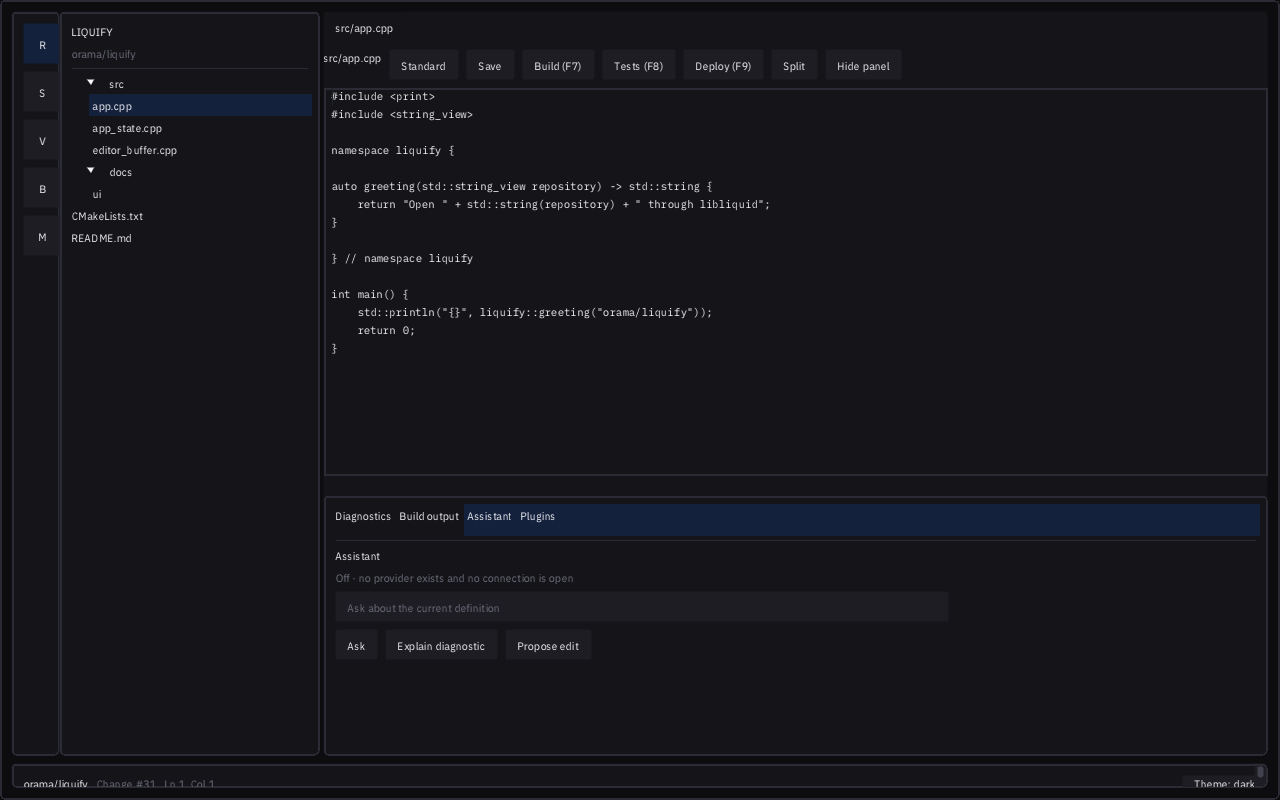 R
S
V
B
M
LIQUIFY
orama/liquify
src
app.cpp
app_state.cpp
editor_buffer.cpp
docs
ui
CMakeLists.txt
README.md
src/app.cpp
src/app.cpp Standard Save Build (F7) Tests (F8) Deploy (F9) Split Hide panel
#include <print>
#include <string_view>
namespace liquify {
auto greeting(std::string_view repository) -> std::string {
    return "Open " + std::string(repository) + " through libliquid";
}
} // namespace liquify
int main() {
    std::println("{}", liquify::greeting("orama/liquify"));
    return 0;
}
Diagnostics Build output Assistant Plugins
Assistant
Off · no provider exists and no connection is open
Ask about the current definition
Ask Explain diagnostic Propose edit
orama/liquify Change #31 Ln 1, Col 1 Theme: dark